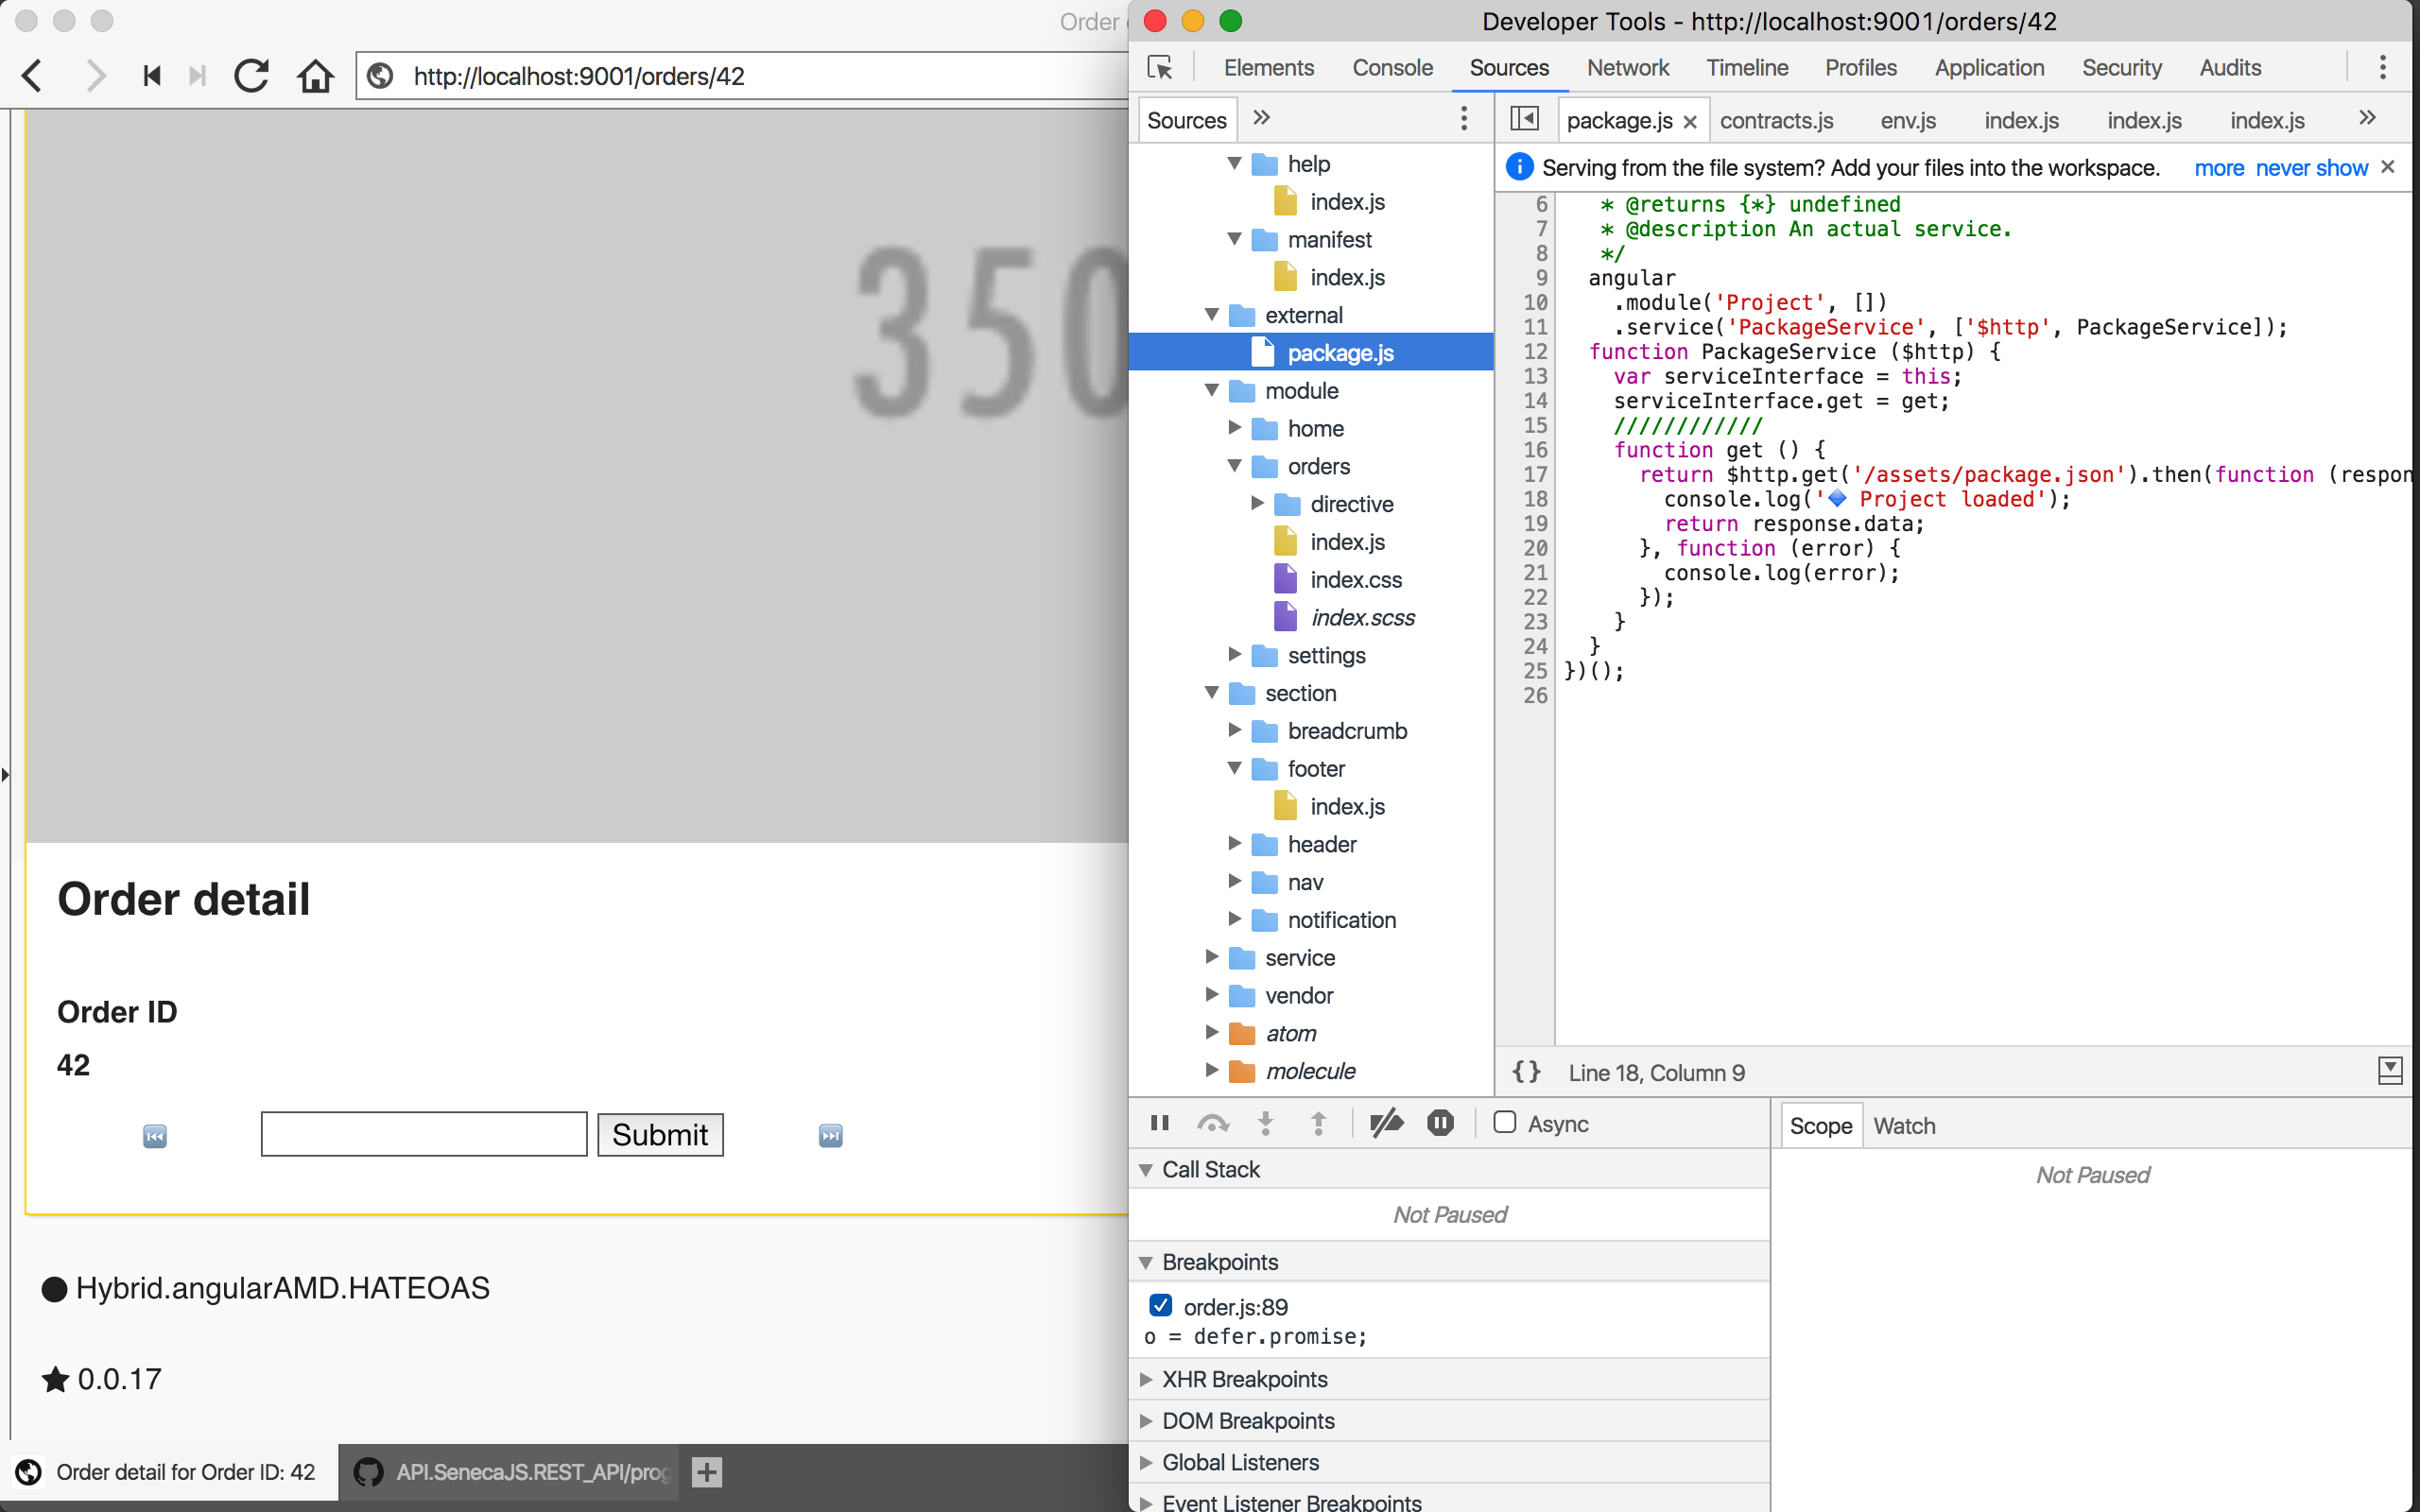 Order
http://localhost:9001/orders/42
350
Order detail
Order ID
42
Submit
Hybrid.angularAMD.HATEOAS
0.0.17
Order detail for Order ID: 42
API.SenecaJS.REST_API/prog
Developer Tools - http://localhost:9001/orders/42
Elements Console Sources Network Timeline Profiles Application Security Audits
Sources »
package.js × contracts.js env.js index.js index.js index.js »
Serving from the file system? Add your files into the workspace. more never show ×
help
index.js
manifest
index.js
external
package.js
module
home
orders
directive
index.js
index.css
index.scss
settings
section
breadcrumb
footer
index.js
header
nav
notification
service
vendor
atom
molecule
6 * @returns {*} undefined
7 * @description An actual service.
8 */
9 angular
10 .module('Project', [])
11 .service('PackageService', ['$http', PackageService]);
12 function PackageService ($http) {
13 var serviceInterface = this;
14 serviceInterface.get = get;
15 ////////////
16 function get () {
17 return $http.get('/assets/package.json').then(function (respon
18 console.log('🔷 Project loaded');
19 return response.data;
20 }, function (error) {
21 console.log(error);
22 });
23 }
24 }
25 })();
26
{} Line 18, Column 9
Async
Call Stack
Not Paused
Breakpoints
order.js:89
o = defer.promise;
XHR Breakpoints
DOM Breakpoints
Global Listeners
Event Listener Breakpoints
Scope Watch
Not Paused